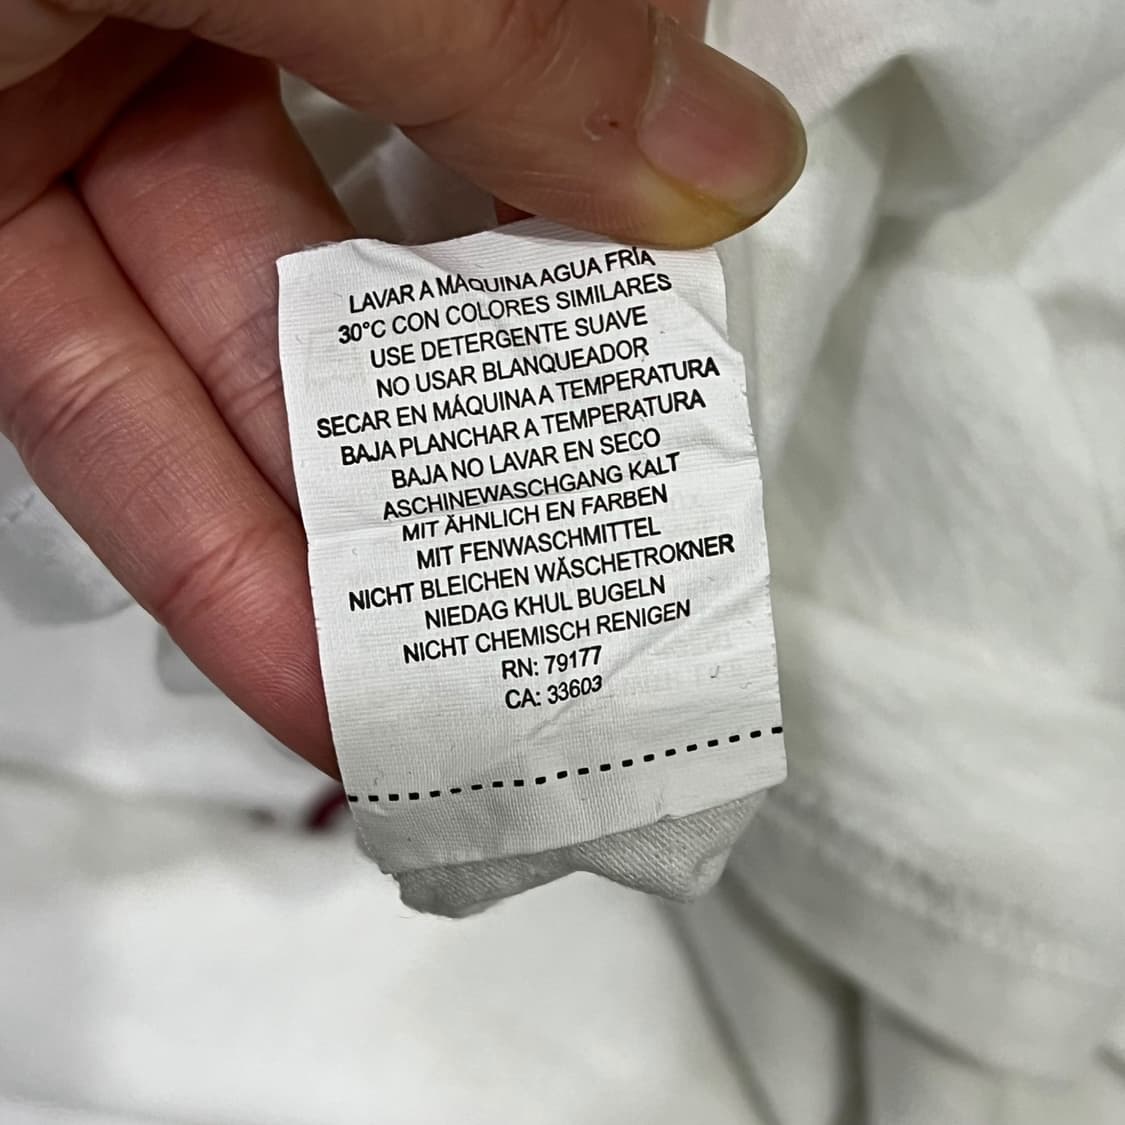 LAVAR A MÁQUINA AGUA FRÍA
30°C CON COLORES SIMILARES
USE DETERGENTE SUAVE
NO USAR BLANQUEADOR
SECAR EN MÁQUINA A TEMPERATURA
BAJA PLANCHAR A TEMPERATURA
BAJA NO LAVAR EN SECO
ASCHINEWASCHGANG KALT
MIT ÄHNLICH EN FARBEN
MIT FENWASCHMITTEL
NICHT BLEICHEN WÄSCHETROKNER
NIEDAG KHUL BUGELN
NICHT CHEMISCH RENIGEN
RN: 79177
CA: 33603